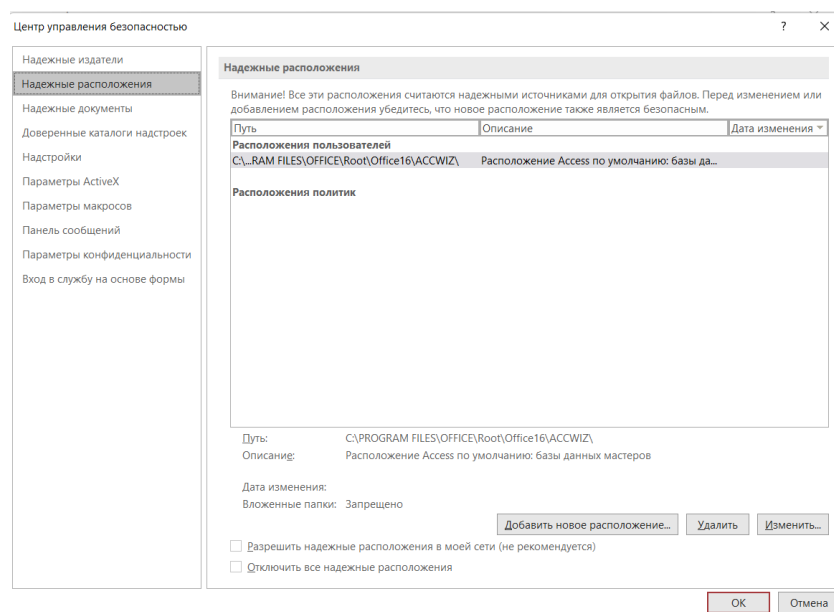 Центр управления безопасностью
?
Надежные издатели
Надежные расположения
Надежные документы
Доверенные каталоги надстроек
Надстройки
Параметры ActiveX
Параметры макросов
Панель сообщений
Параметры конфиденциальности
Вход в службу на основе формы
Надежные расположения
Внимание! Все эти расположения считаются надежными источниками для открытия файлов. Перед изменением или
добавлением расположения убедитесь, что новое расположение также является безопасным.
Путь Описание Дата изменения
Расположения пользователей
C:\...RAM FILES\OFFICE\Root\Office16\ACCWIZ\ Расположение Access по умолчанию: базы да...
Расположения политик
Путь: C:\PROGRAM FILES\OFFICE\Root\Office16\ACCWIZ\
Описание: Расположение Access по умолчанию: базы данных мастеров
Дата изменения:
Вложенные папки: Запрещено
Добавить новое расположение... Удалить Изменить...
Разрешить надежные расположения в моей сети (не рекомендуется)
Отключить все надежные расположения
ОК Отмена